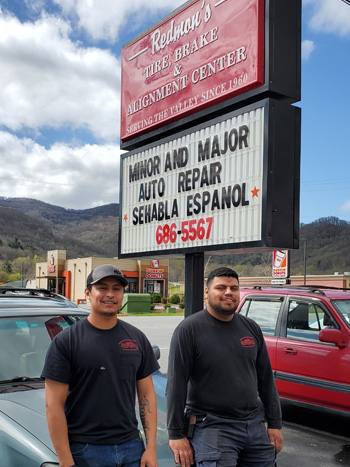 Redmon's
TIRE, BRAKE
&
ALIGNMENT CENTER
SERVING THE VALLEY SINCE 1960
MINOR AND MAJOR
AUTO REPAIR
SEHABLA ESPANOL
686-5567